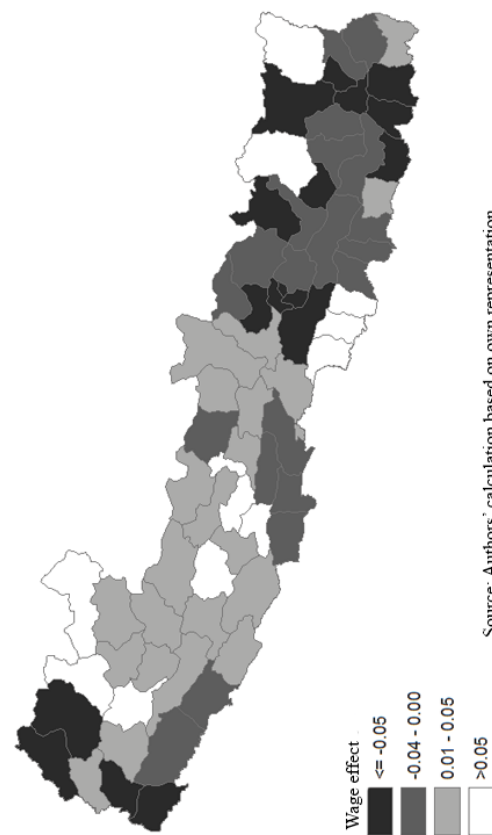 Wage effect
<= -0.05
-0.04 - 0.00
0.01 - 0.05
>0.05
Source: Authors' calculation based on own representation